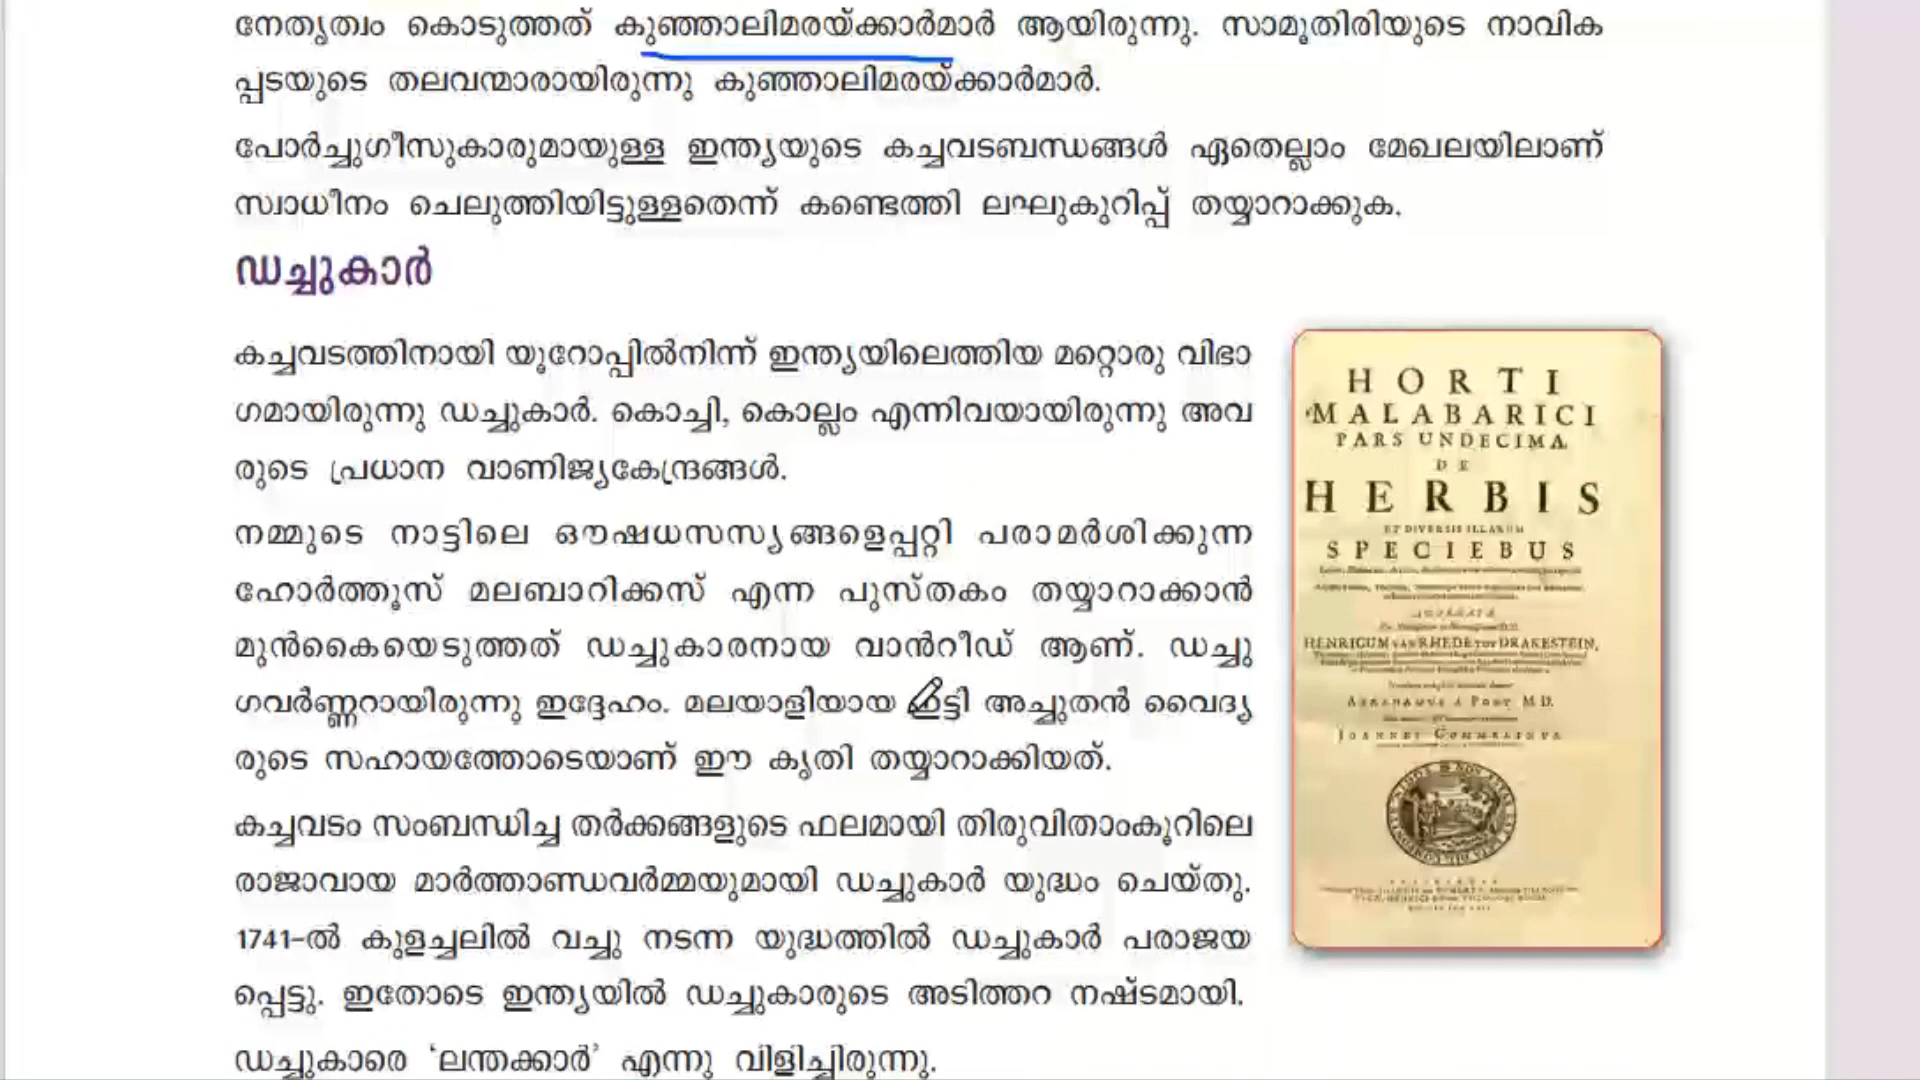 നേതൃത്വം കൊടുത്തത് കുഞ്ഞാലിമരയ്ക്കാർമാർ ആയിരുന്നു. സാമൂതിരിയുടെ നാവിക
പ്പടയുടെ തലവന്മാരായിരുന്നു കുഞ്ഞാലിമരയ്ക്കാർമാർ.
പോർച്ചുഗീസുകാരുമായുള്ള ഇന്ത്യയുടെ കച്ചവടബന്ധങ്ങൾ ഏതെല്ലാം മേഖലയിലാണ്
സ്വാധീനം ചെലുത്തിയിട്ടുള്ളതെന്ന് കണ്ടെത്തി ലഘുകുറിപ്പ് തയ്യാറാക്കുക.
ഡച്ചുകാർ
കച്ചവടത്തിനായി യൂറോപ്പിൽനിന്ന് ഇന്ത്യയിലെത്തിയ മറ്റൊരു വിഭാ
ഗമായിരുന്നു ഡച്ചുകാർ. കൊച്ചി, കൊല്ലം എന്നിവയായിരുന്നു അവ
രുടെ പ്രധാന വാണിജ്യകേന്ദ്രങ്ങൾ.
നമ്മുടെ നാട്ടിലെ ഔഷധസസ്യങ്ങളെപ്പറ്റി പരാമർശിക്കുന്ന
ഹോർത്തൂസ് മലബാറിക്കസ് എന്ന പുസ്തകം തയ്യാറാക്കാൻ
മുൻകൈയെടുത്തത് ഡച്ചുകാരനായ വാൻറീഡ് ആണ്. ഡച്ചു
ഗവർണ്ണറായിരുന്നു ഇദ്ദേഹം. മലയാളിയായ ഇട്ടി അച്ചുതൻ വൈദ്യ
രുടെ സഹായത്തോടെയാണ് ഈ കൃതി തയ്യാറാക്കിയത്.
കച്ചവടം സംബന്ധിച്ച തർക്കങ്ങളുടെ ഫലമായി തിരുവിതാംകൂറിലെ
രാജാവായ മാർത്താണ്ഡവർമ്മയുമായി ഡച്ചുകാർ യുദ്ധം ചെയ്തു.
1741-ൽ കുളച്ചലിൽ വച്ചു നടന്ന യുദ്ധത്തിൽ ഡച്ചുകാർ പരാജയ
പ്പെട്ടു. ഇതോടെ ഇന്ത്യയിൽ ഡച്ചുകാരുടെ അടിത്തറ നഷ്ടമായി.
ഡച്ചുകാരെ 'ലന്തക്കാർ' എന്നു വിളിച്ചിരുന്നു.
HORTI
MALABARICI
PARS UNDECIMA
DE
HERBIS
ET DIVERSIS ILLARUM
SPECIEBUS
HENRICUM VAN RHEDE TOT DRAKESTEIN,